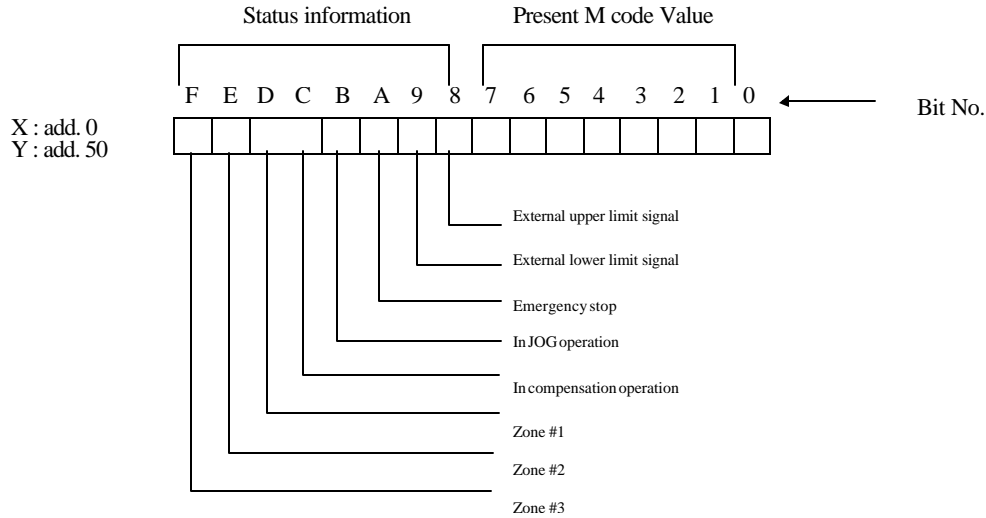 Status information Present M code Value
F E D C B A 9 8 7 6 5 4 3 2 1 0
Bit No.
X : add. 0
Y : add. 50
External upper limit signal
External lower limit signal
Emergency stop
In JOG operation
In compensation operation
Zone #1
Zone #2
Zone #3